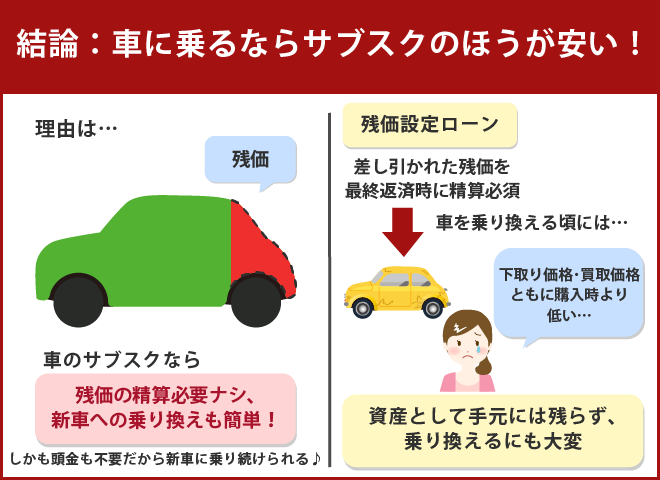 結論：車に乗るならサブスクのほうが安い！
理由は…
残価
車のサブスクなら
残価の精算必要ナシ、
新車への乗り換えも簡単！
しかも頭金も不要だから新車に乗り続けられる♪
残価設定ローン
差し引かれた残価を
最終返済時に精算必須
車を乗り換える頃には…
下取り価格・買取価格
ともに購入時より
低い…
資産として手元には残らず、
乗り換えるにも大変